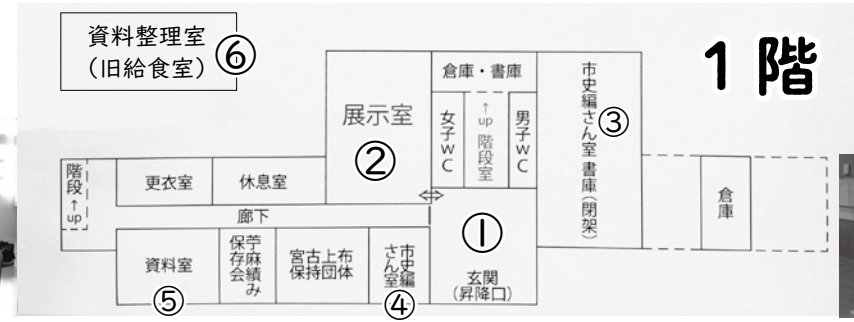 1階
資料整理室
（旧給食室）
⑥
倉庫・書庫
展示室
②
女子WC
↑up 階段室
男子WC
市史編さん室 書庫（閉架）
③
階段↑up
更衣室
休息室
倉庫
廊下
①
玄関
（昇降口）
資料室
⑤
苧麻績み
保存会
宮古上布
保持団体
市史編
さん室
④